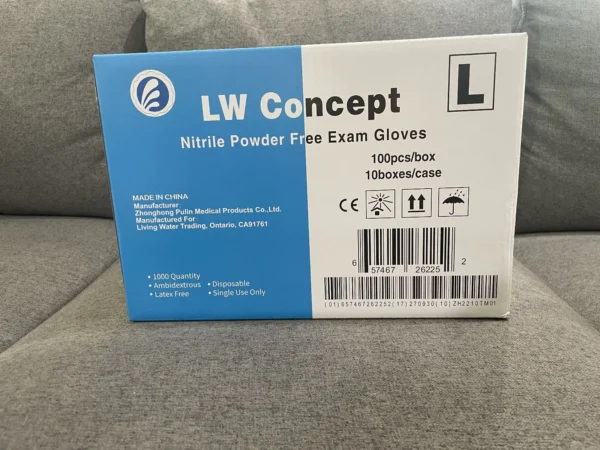 LW Concept
L
Nitrile Powder Free Exam Gloves
100pcs/box
10boxes/case
MADE IN CHINA
Manufacturer
Zhonghong Pulin Medical Products Co.,Ltd.
Manufactured For:
Living Water Trading, Ontario, CA91761
CE
6 57467 26225 2
• 1000 Quantity
• Ambidextrous • Disposable
• Latex Free • Single Use Only
(01)657467262252(17)270930(10)ZH2210TM01